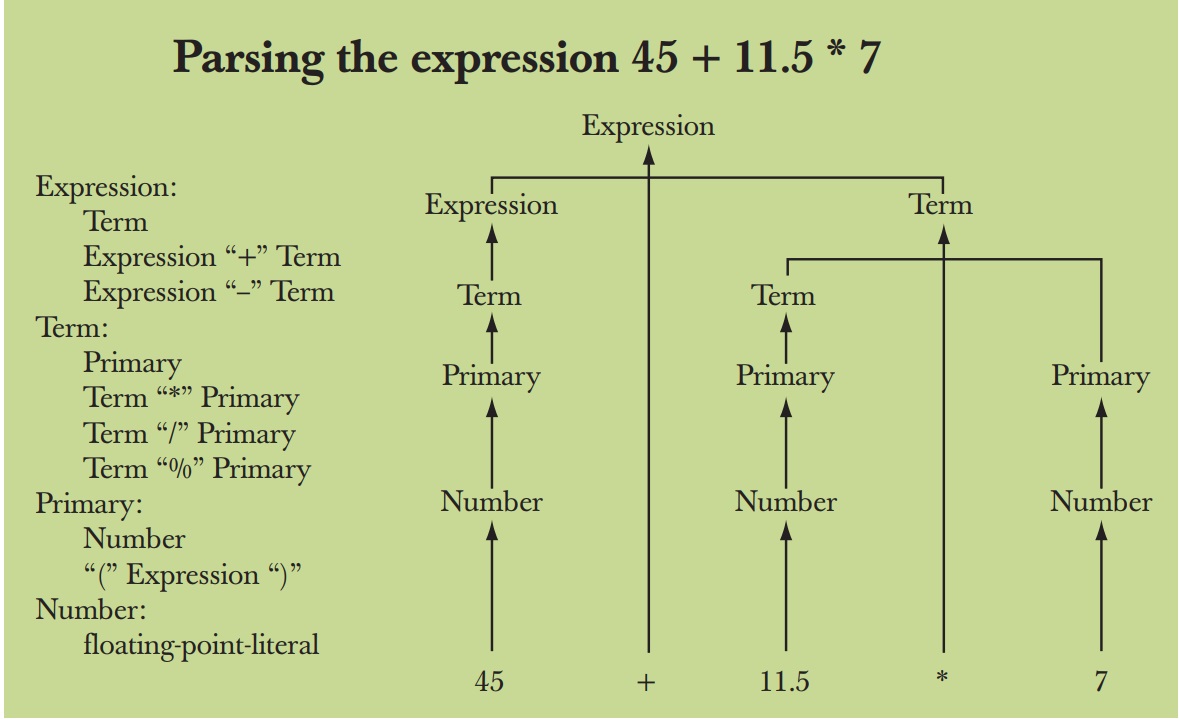 Parsing the expression 45 + 11.5 * 7
Expression:
Term
Expression “+” Term
Expression “–” Term
Term:
Primary
Term “*” Primary
Term “/” Primary
Term “%” Primary
Primary:
Number
“(” Expression “)”
Number:
floating-point-literal
Expression
Expression Term
Term Term
Primary Primary Primary
Number Number Number
45 + 11.5 * 7